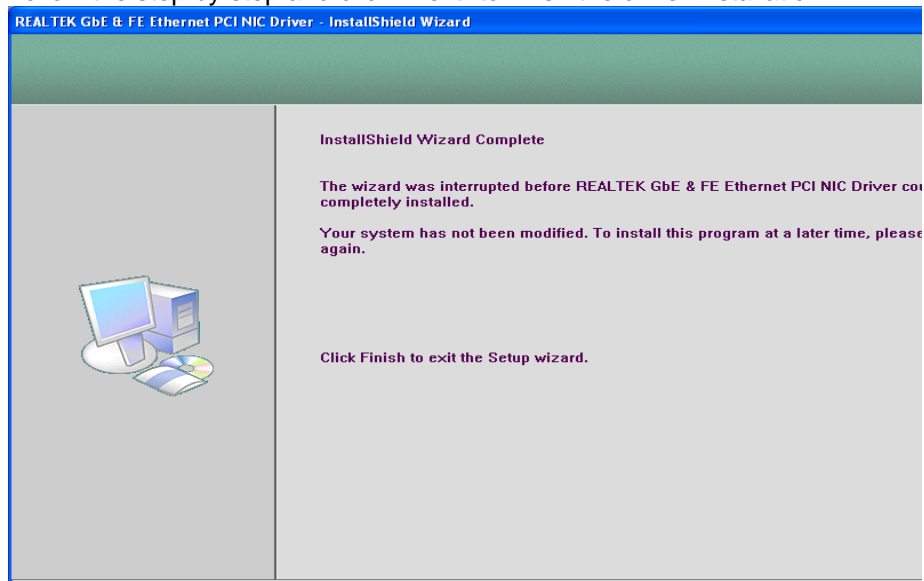 REALTEK GbE & FE Ethernet PCI NIC Driver - InstallShield Wizard
InstallShield Wizard Complete
The wizard was interrupted before REALTEK GbE & FE Ethernet PCI NIC Driver
completely installed.
Your system has not been modified. To install this program at a later time, please
again.
Click Finish to exit the Setup wizard.